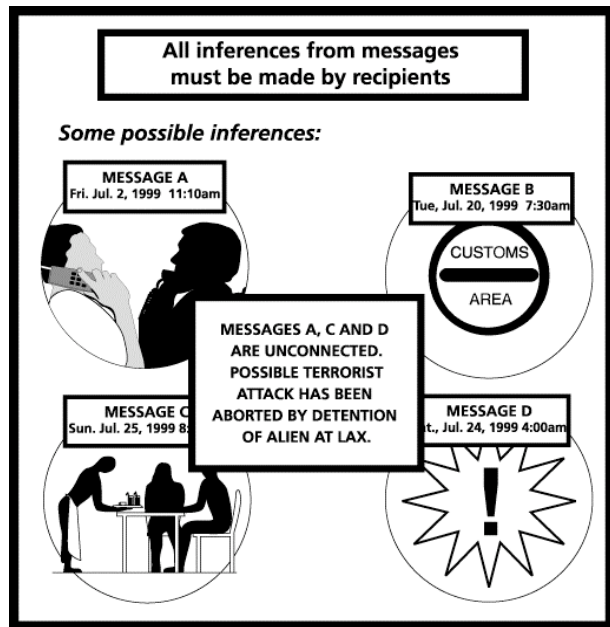 All inferences from messages
must be made by recipients
Some possible inferences:
MESSAGE A
Fri. Jul. 2, 1999 11:10am
MESSAGE B
Tue, Jul. 20, 1999 7:30am
CUSTOMS
AREA
MESSAGES A, C AND D
ARE UNCONNECTED.
POSSIBLE TERRORIST
ATTACK HAS BEEN
ABORTED BY DETENTION
OF ALIEN AT LAX.
MESSAGE C
Sun. Jul. 25, 1999
MESSAGE D
Jul. 24, 1999 4:00am
!